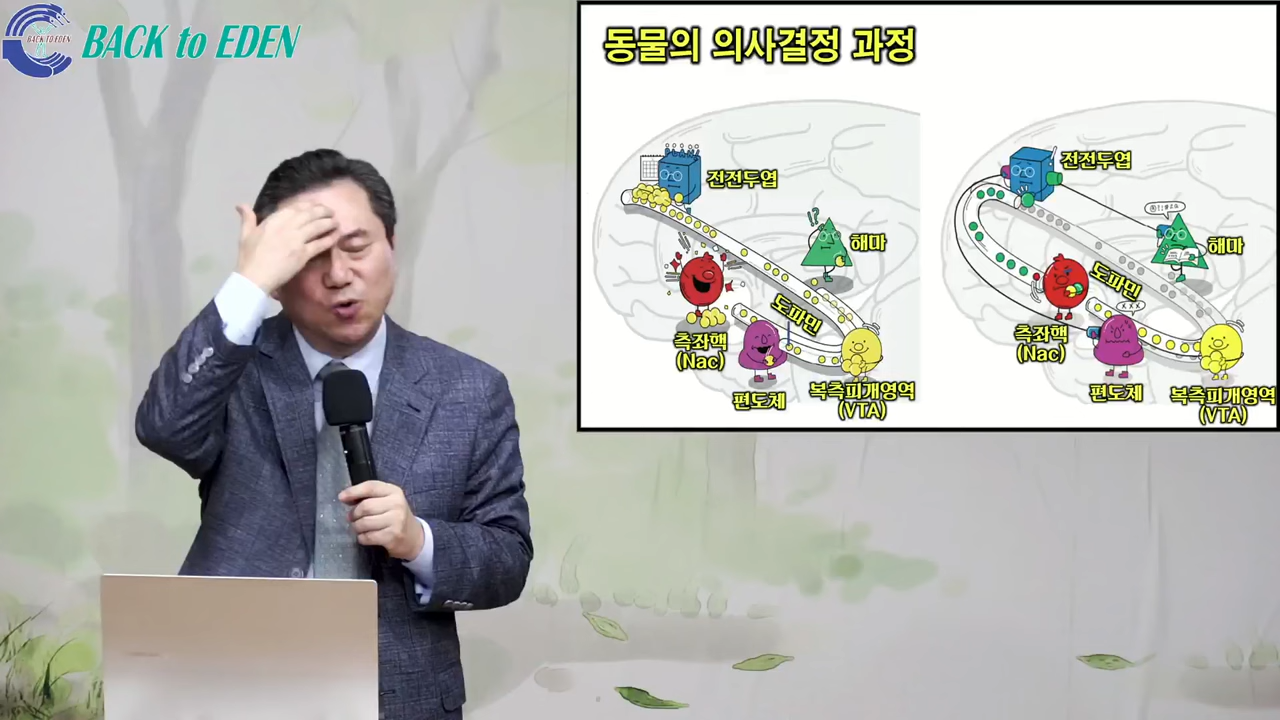 BACK TO EDEN
BACK to EDEN
동물의 의사결정 과정
전전두엽
해마
도파민
측좌핵
(Nac)
편도체
복측피개영역
(VTA)
전전두엽
해마
도파민
XXX
측좌핵
(Nac)
편도체
복측피개영역
(VTA)